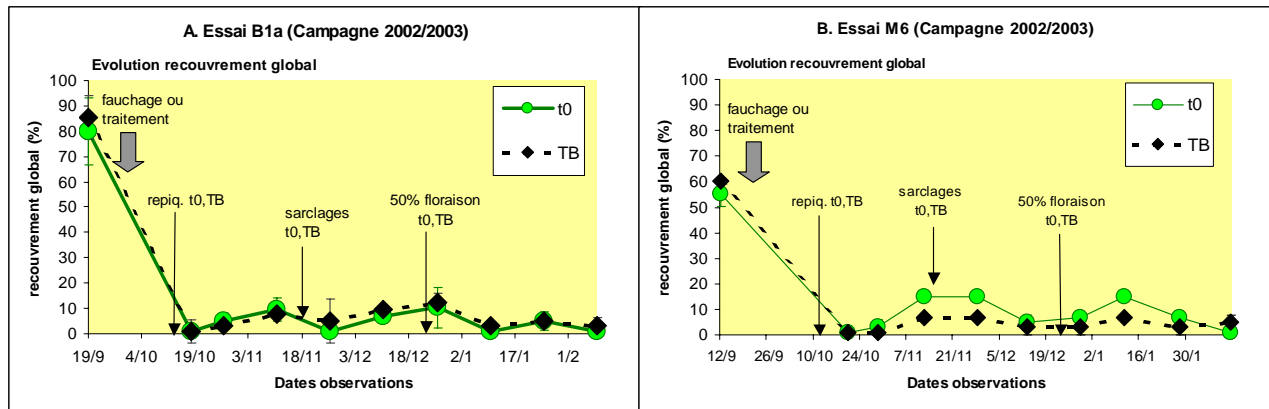 A. Essai B1a (Campagne 2002/2003)
Evolution recouvrement global
recouvrement global (%)
100
90
80
70
60
50
40
30
20
10
0
fauchage ou
traitement
repiq. t0,TB
sarclages
t0,TB
50% floraison
t0,TB
t0
TB
19/9 4/10 19/10 3/11 18/11 3/12 18/12 2/1 17/1 1/2
Dates observations
B. Essai M6 (Campagne 2002/2003)
Evolution recouvrement global
recouvrement global (%)
100
90
80
70
60
50
40
30
20
10
0
fauchage ou
traitement
repiq. t0,TB
sarclages
t0,TB
50% floraison
t0,TB
t0
TB
12/9 26/9 10/10 24/10 7/11 21/11 5/12 19/12 2/1 16/1 30/1
Dates observations